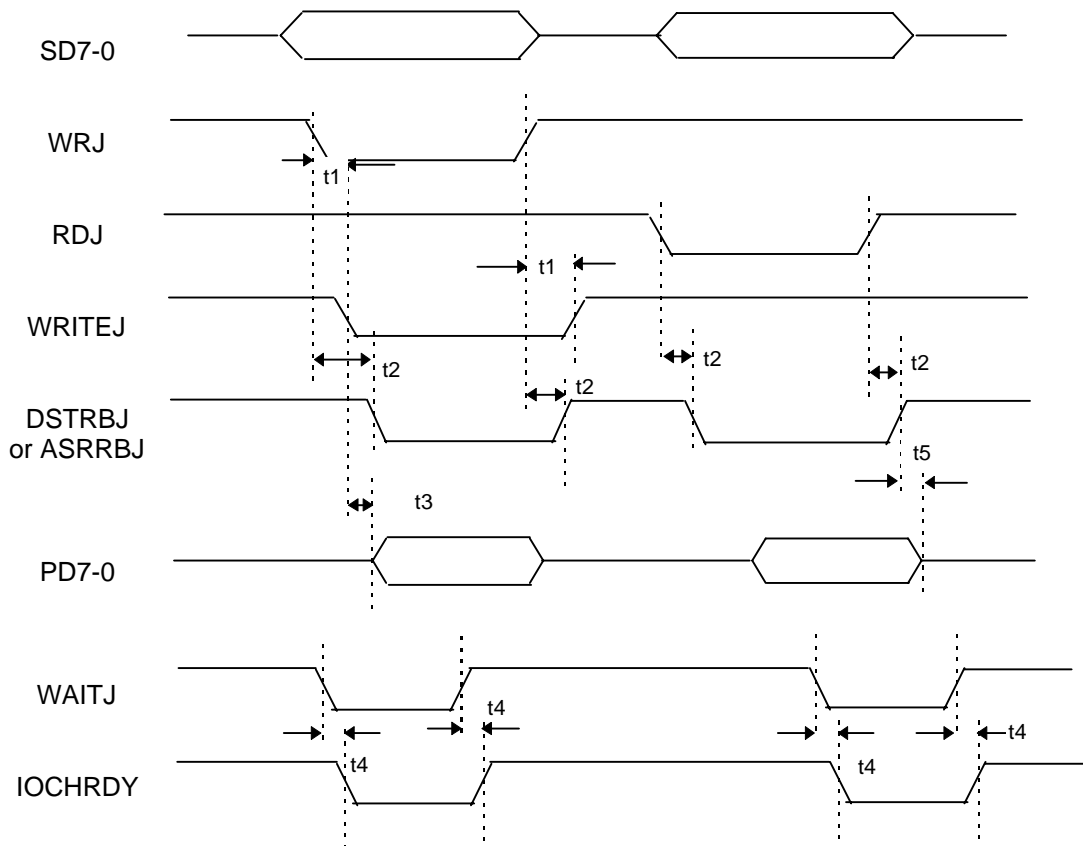 SD7-0
WRJ
t1
RDJ
t1
WRITEJ
t2
t2
t2
t2
DSTRBJ
or ASRRBJ
t5
t3
PD7-0
WAITJ
t4
t4
IOCHRDY
t4
t4